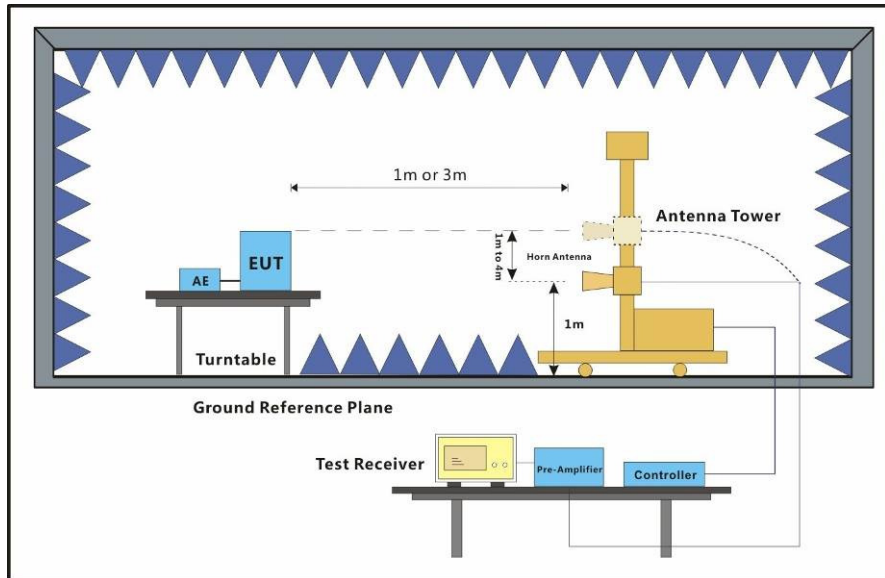 1m or 3m
Antenna Tower
1m to 4m
Horn Antenna
EUT
AE
1m
Turntable
Ground Reference Plane
Test Receiver
Pre-Amplifier
Controller